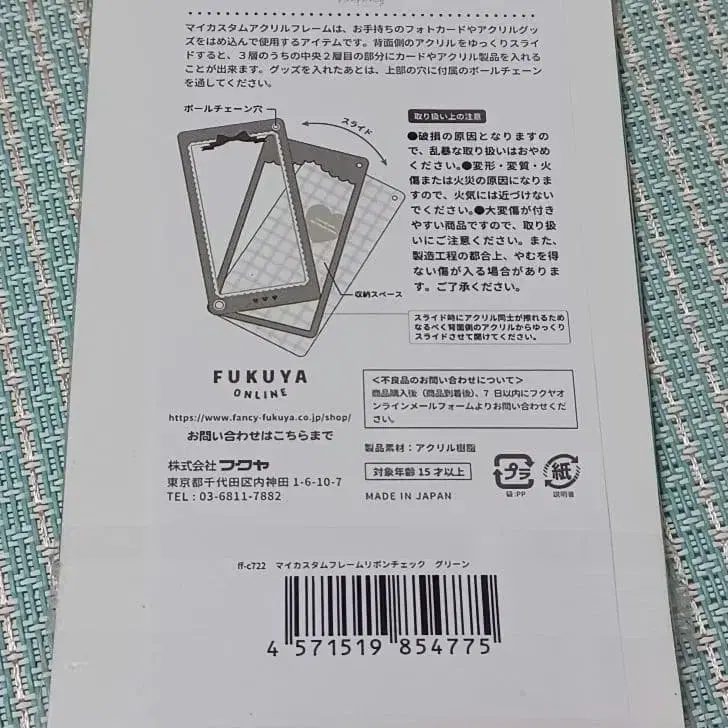 マイカスタムアクリルフレームは、お手持ちのフォトカードやアクリルグッ
ズをはめ込んで使用するアイテムです。背面側のアクリルをゆっくりスライ
ドすると、３層のうちの中央２層目の部分にカードやアクリル製品を入れる
ことが出来ます。グッズを入れたあとは、上部の穴に付属のボールチェーン
を通してください。
ボールチェーン穴
スライド
収納スペース
取り扱い上の注意
●破損の原因となりますの
で、乱暴な取り扱いはおやめ
ください。●変形・変質・火
傷または火災の原因になりま
すので、火気には近づけない
でください。●大変傷が付き
やすい商品ですので、取り扱
いにご注意ください。また、
製造工程の都合上、やむを得
ない傷が入る場合がありま
す。ご了承ください。
スライド時にアクリル同士が擦れるため
なるべく背面側のアクリルからゆっくり
スライドさせて開けてください。
FUKUYA
ONLINE
https://www.fancy-fukuya.co.jp/shop/
お問い合わせはこちらまで
株式会社 フクヤ
東京都千代田区内神田 1-6-10-7
TEL : 03-6811-7882
＜不良品のお問い合わせについて＞
商品購入後（商品到着後）、7 日以内にフクヤオ
ンラインメールフォームよりお問い合わせくださ
い。
製品素材：アクリル樹脂
対象年齢 15 才以上
MADE IN JAPAN
プラ
袋:PP
紙
説明書
ff-c722 マイカスタムフレームリボンチェック グリーン
4 571519 854775